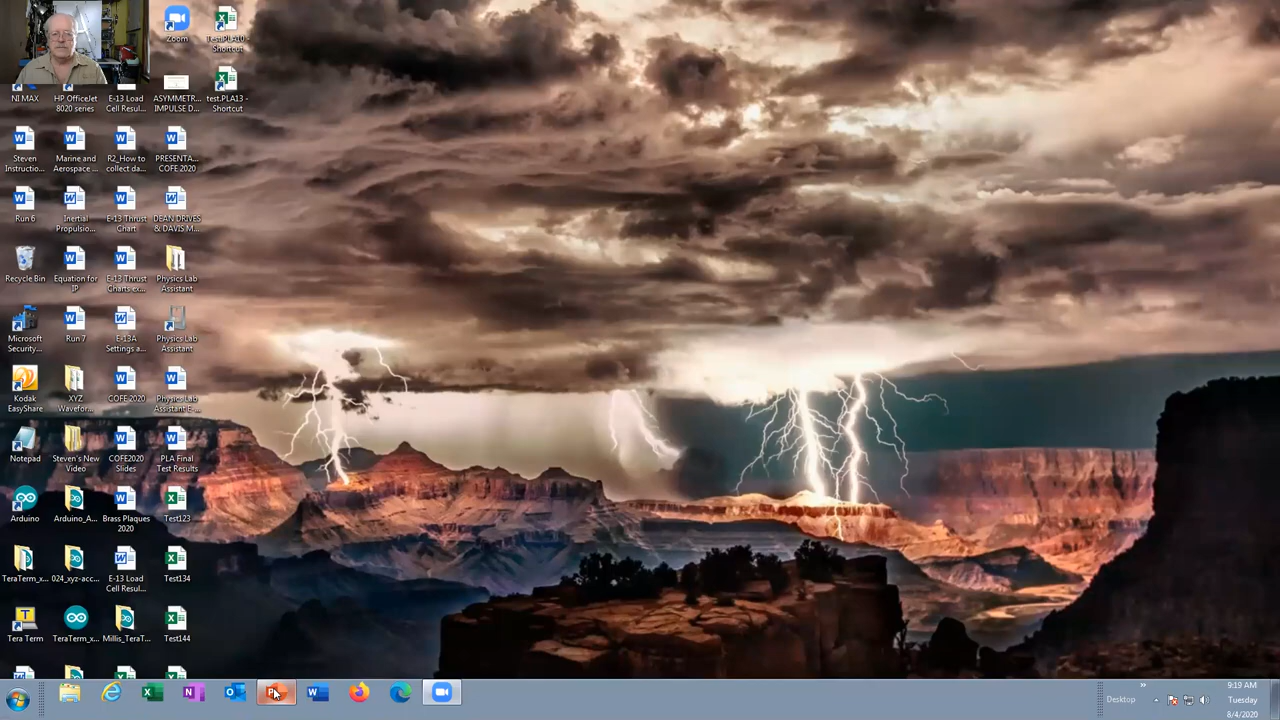 Zoom
Test.PLA10 -
Shortcut
NI MAX
HP OfficeJet
8020 series
E-13 Load
Cell Resul...
ASYMMETR...
IMPULSE D...
test.PLA13 -
Shortcut
Steven
Instructio...
Marine and
Aerospace ...
R2_How to
collect da...
PRESENTA...
COFE 2020
Run 6
Inertial
Propulsio...
E-13 Thrust
Chart
DEAN DRIVES
& DAVIS M...
Recycle Bin
Equation for
IP
E-13 Thrust
Charts ex...
Physics Lab
Assistant
Microsoft
Security...
Run 7
E-13A
Settings a...
Physics Lab
Assistant
Kodak
EasyShare
XYZ
Wavefor...
COFE 2020
Physics Lab
Assistant E-...
Notepad
Steven's New
Video
COFE2020
Slides
PLA Final
Test Results
Arduino
Arduino_A...
Brass Plaques
2020
Test123
TeraTerm_x...
024_xyz-acc...
E-13 Load
Cell Resul...
Test134
Tera Term
TeraTerm_x...
Millis_TeraT...
Test144
Desktop
9:19 AM
Tuesday
8/4/2020